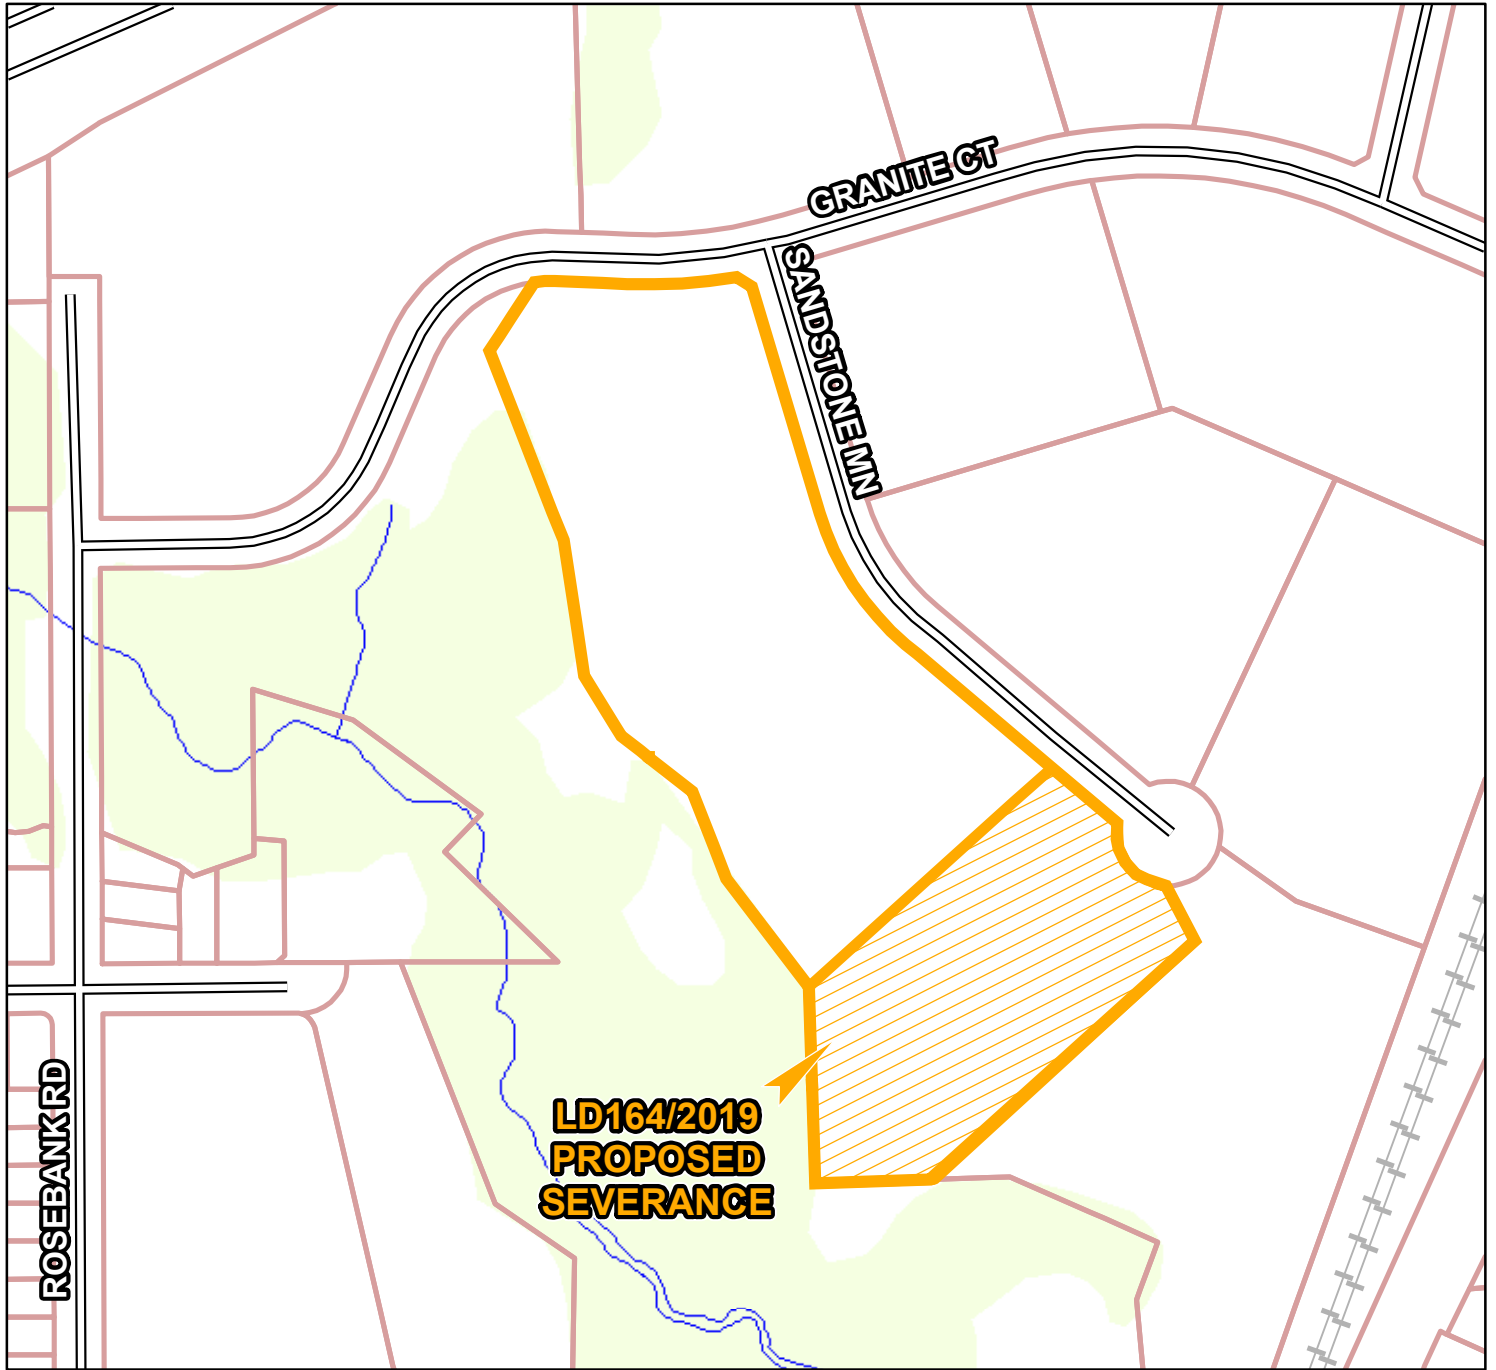 GRANITE CT
SANDSTONE MN
ROSEBANK RD
LD164/2019
PROPOSED
SEVERANCE